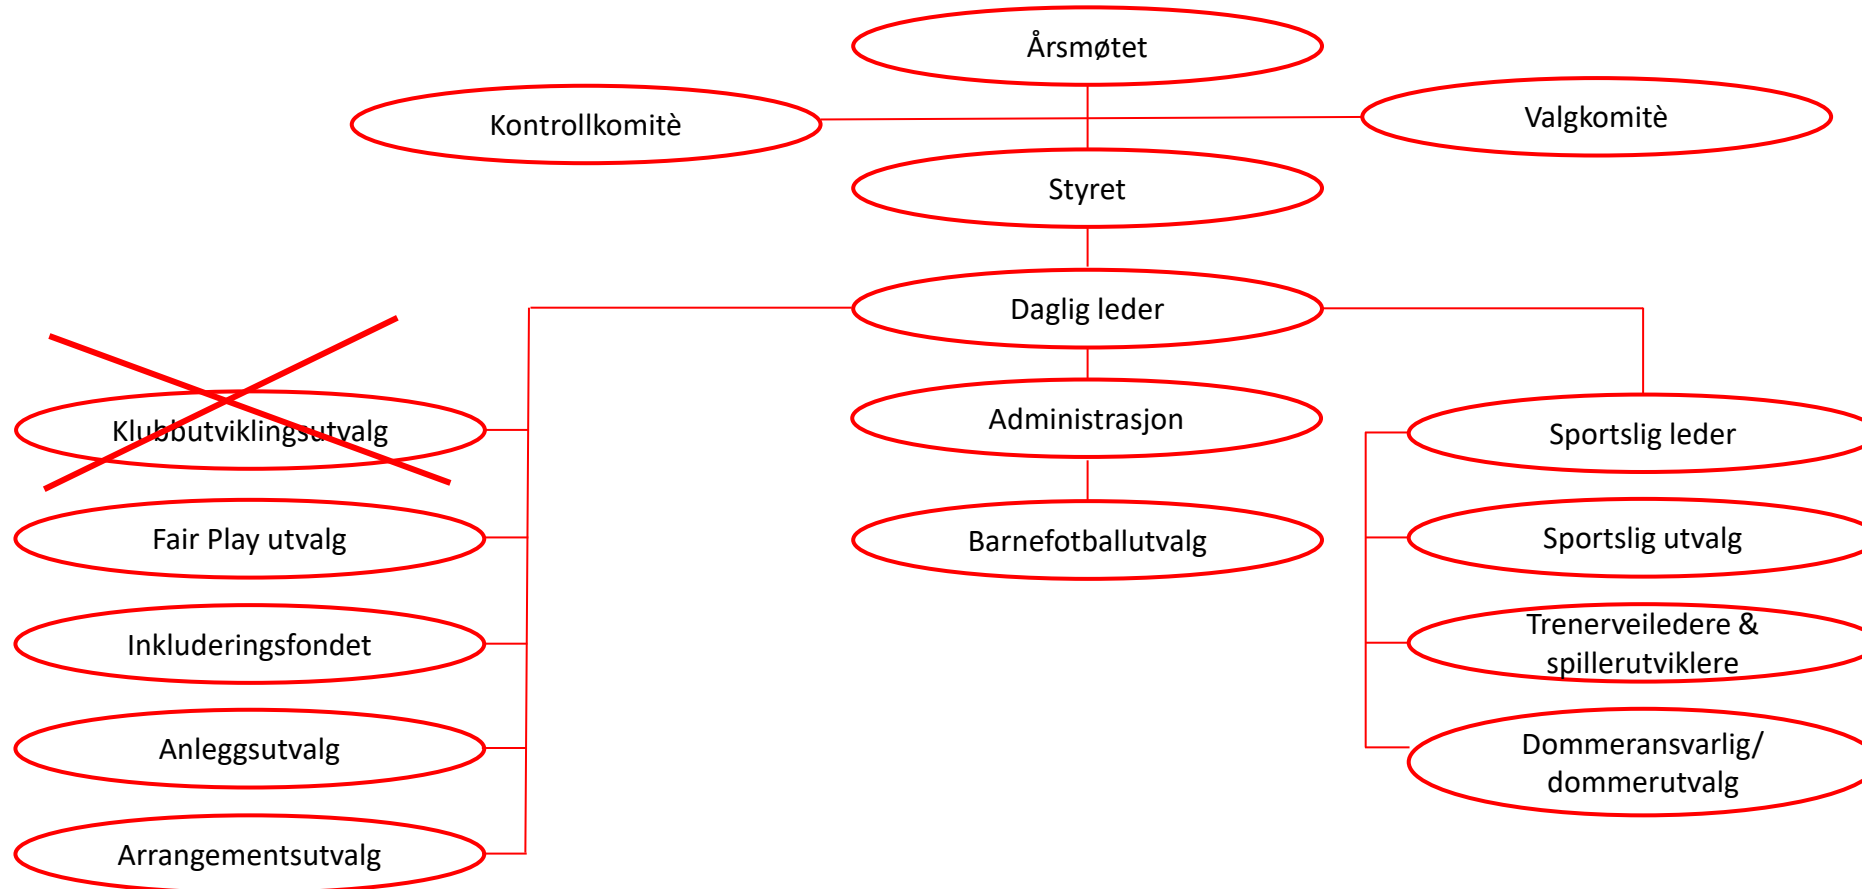 Årsmøtet
Kontrollkomitè
Valgkomitè
Styret
Daglig leder
Klubbutviklingsutvalg
Administrasjon
Sportslig leder
Fair Play utvalg
Barnefotballutvalg
Sportslig utvalg
Inkluderingsfondet
Trenerveiledere &
spillerutviklere
Anleggsutvalg
Dommeransvarlig/
dommerutvalg
Arrangementsutvalg